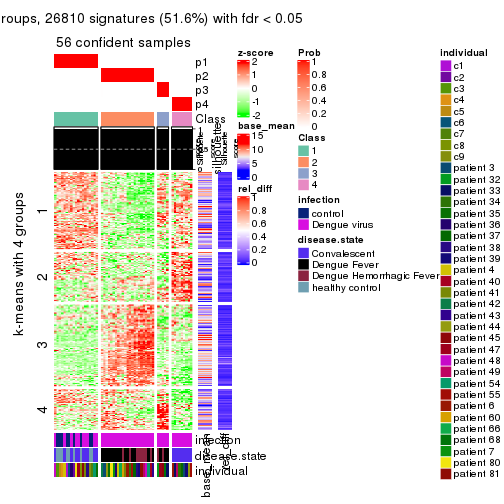 roups, 26810 signatures (51.6%) with fdr < 0.05
56 confident samples
p1
p2
p3
p4
Class
silhouette
score
1
2
3
4
k-means with 4 groups
infection
disease.state
individual
base_mean
rel_diff
z-score
2
1
0
-1
-2
base_mean
15
10
5
0
rel_diff
1
0.8
0.6
0.4
0.2
0
Prob
1
0.8
0.6
0.4
0.2
0
Class
1
2
3
4
infection
control
Dengue virus
disease.state
Convalescent
Dengue Fever
Dengue Hemorrhagic Fever
healthy control
individual
c1
c2
c3
c4
c5
c6
c7
c8
c9
patient 3
patient 32
patient 33
patient 34
patient 35
patient 36
patient 37
patient 38
patient 39
patient 4
patient 40
patient 41
patient 42
patient 43
patient 44
patient 45
patient 47
patient 48
patient 49
patient 54
patient 55
patient 6
patient 60
patient 66
patient 68
patient 7
patient 80
patient 81